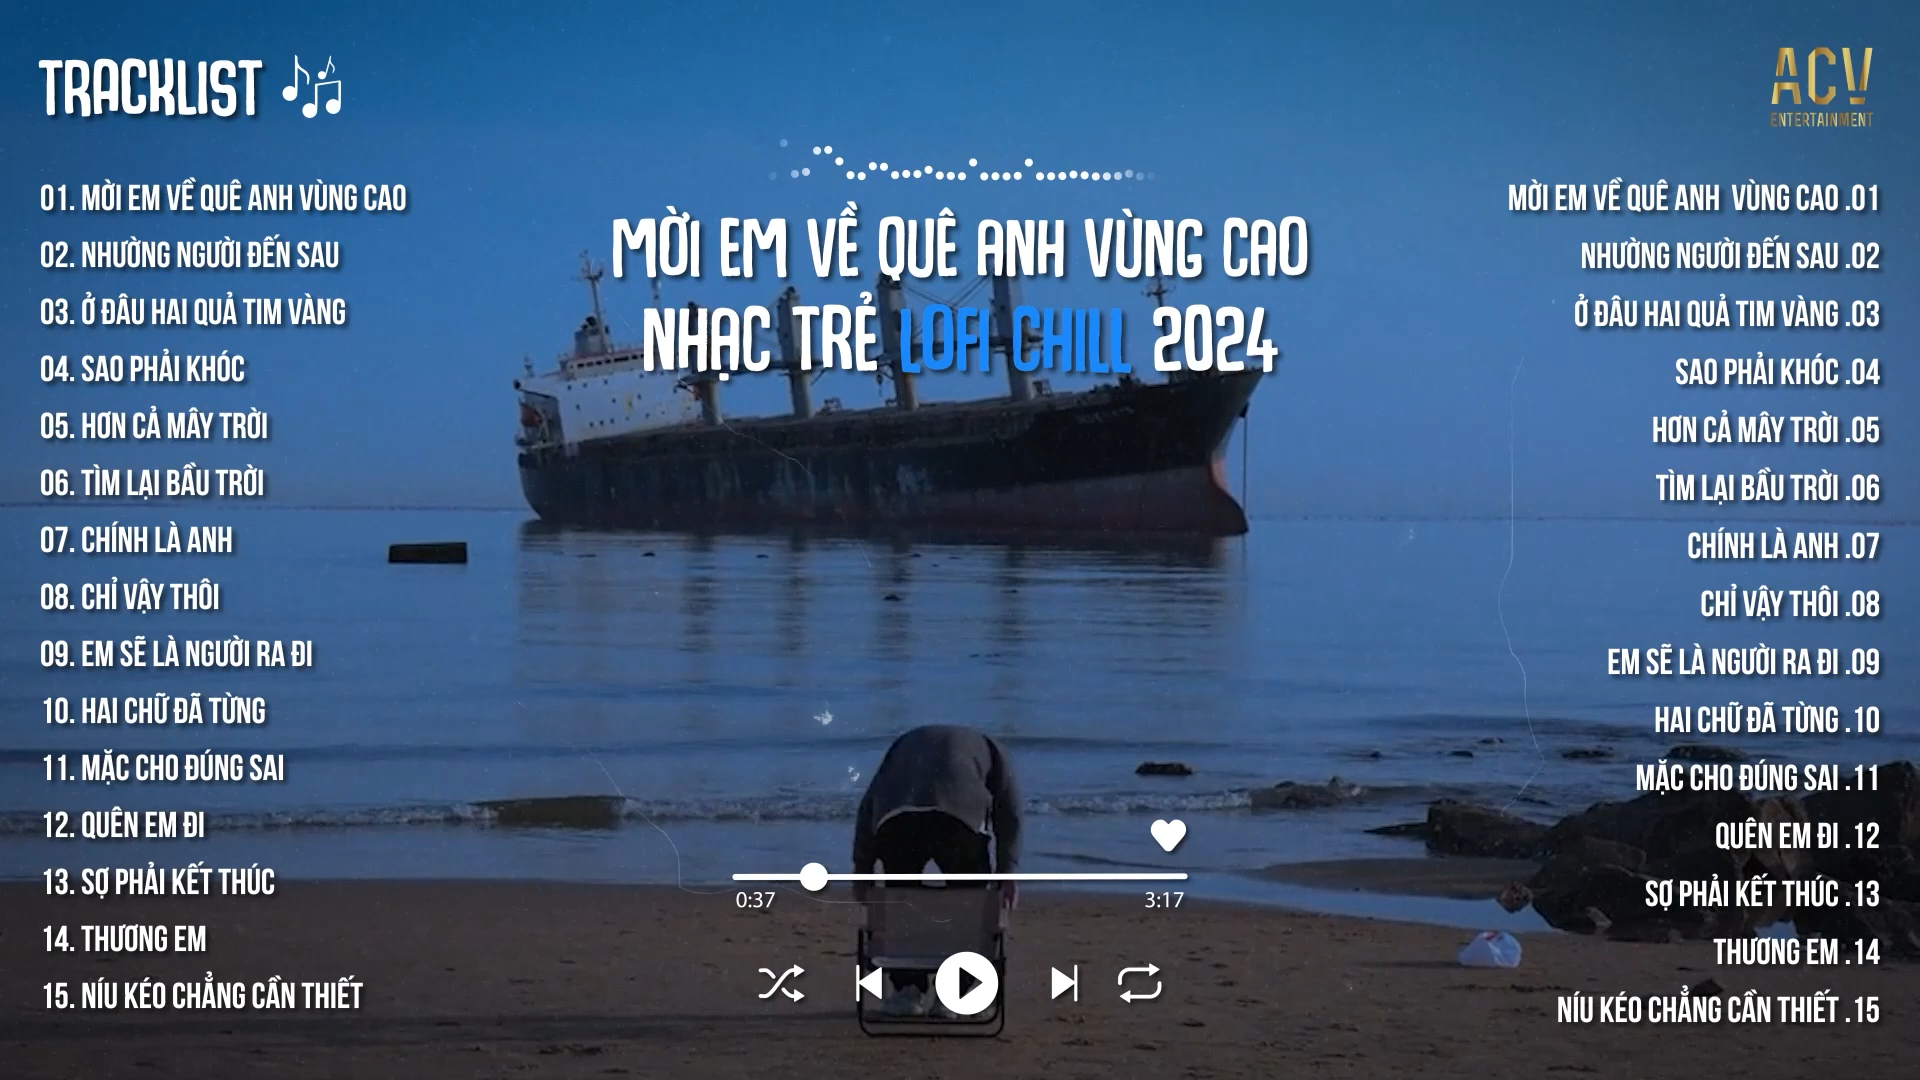 TRACKLIST
ACV
ENTERTAINMENT
01. MỜI EM VỀ QUÊ ANH VÙNG CAO
02. NHƯỜNG NGƯỜI ĐẾN SAU
03. Ở ĐÂU HAI QUẢ TIM VÀNG
04. SAO PHẢI KHÓC
05. HƠN CẢ MÂY TRỜI
06. TÌM LẠI BẦU TRỜI
07. CHÍNH LÀ ANH
08. CHỈ VẬY THÔI
09. EM SẼ LÀ NGƯỜI RA ĐI
10. HAI CHỮ ĐÃ TỪNG
11. MẶC CHO ĐÚNG SAI
12. QUÊN EM ĐI
13. SỢ PHẢI KẾT THÚC
14. THƯƠNG EM
15. NÍU KÉO CHẲNG CẦN THIẾT
MỜI EM VỀ QUÊ ANH VÙNG CAO
NHẠC TRẺ LOFI CHILL 2024
0:37
3:17
MỜI EM VỀ QUÊ ANH VÙNG CAO .01
NHƯỜNG NGƯỜI ĐẾN SAU .02
Ở ĐÂU HAI QUẢ TIM VÀNG .03
SAO PHẢI KHÓC .04
HƠN CẢ MÂY TRỜI .05
TÌM LẠI BẦU TRỜI .06
CHÍNH LÀ ANH .07
CHỈ VẬY THÔI .08
EM SẼ LÀ NGƯỜI RA ĐI .09
HAI CHỮ ĐÃ TỪNG .10
MẶC CHO ĐÚNG SAI .11
QUÊN EM ĐI .12
SỢ PHẢI KẾT THÚC .13
THƯƠNG EM .14
NÍU KÉO CHẲNG CẦN THIẾT .15